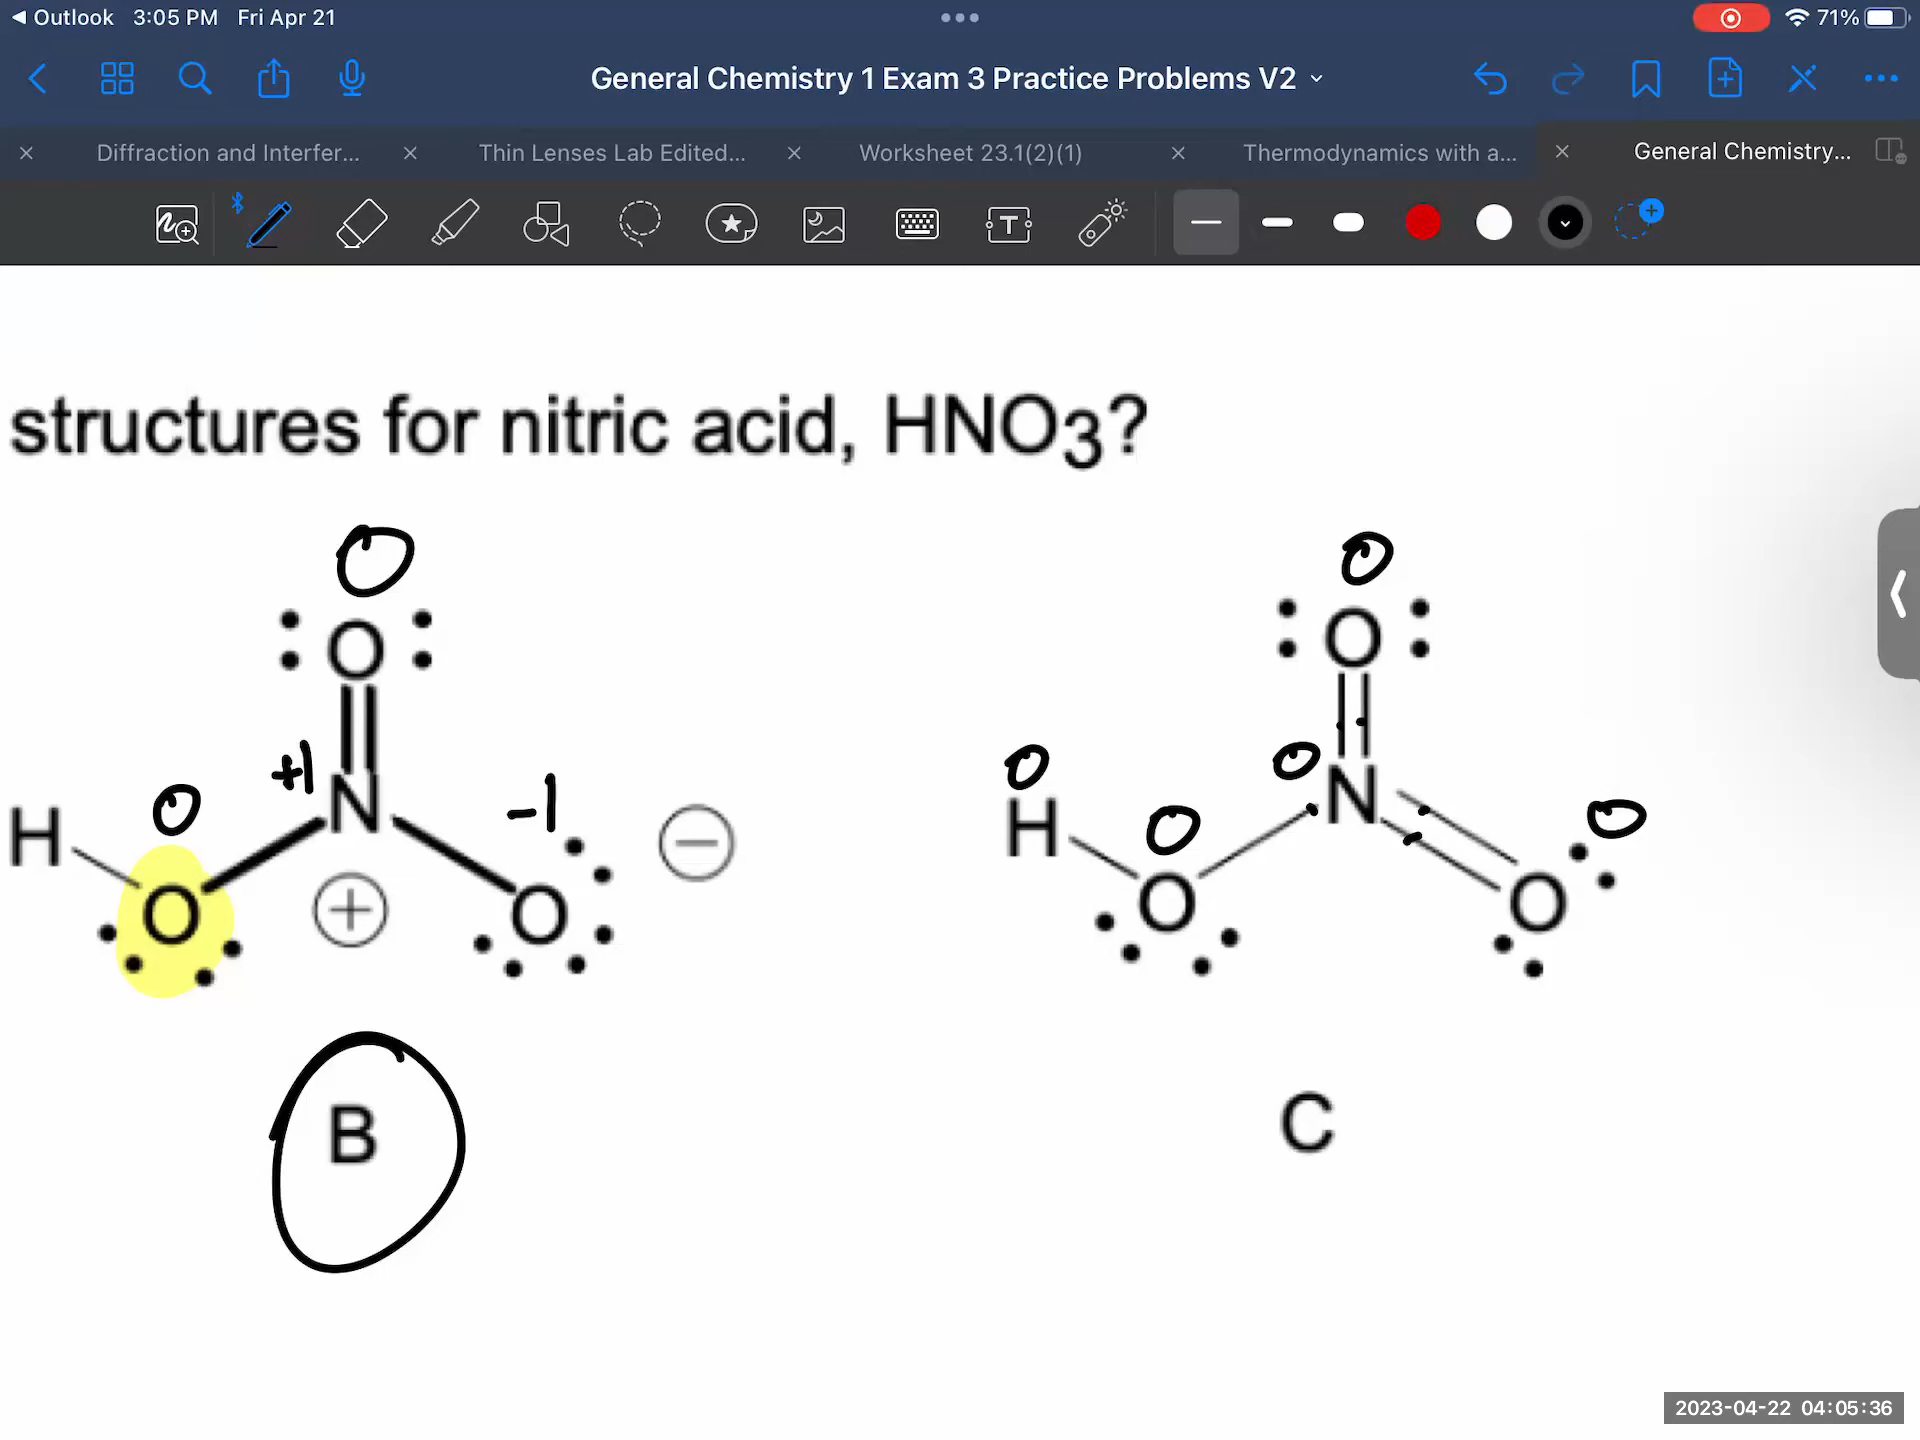 Outlook 3:05 PM Fri Apr 21
71%
General Chemistry 1 Exam 3 Practice Problems V2
Diffraction and Interfer...
Thin Lenses Lab Edited...
Worksheet 23.1(2)(1)
Thermodynamics with a...
General Chemistry...
T
structures for nitric acid, HNO3?
0
O
+1
N
0
-1
H
O
+
O
−
B
0
O
0
0
N
0
H
0
O
O
C
2023-04-22 04:05:36